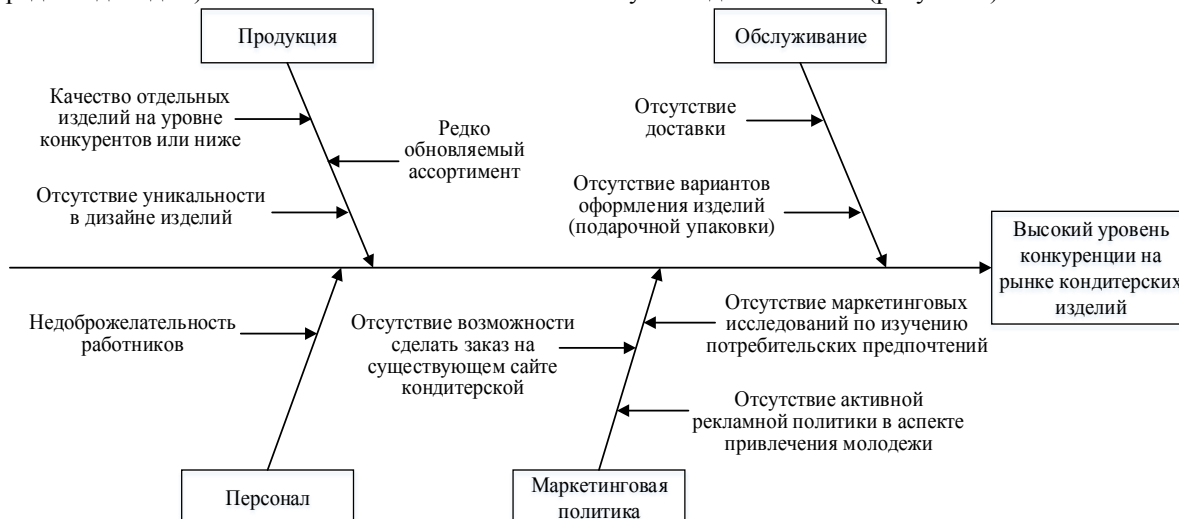 Продукция
Обслуживание
Качество отдельных
изделий на уровне
конкурентов или ниже
Редко
обновляемый
ассортимент
Отсутствие уникальности
в дизайне изделий
Отсутствие
доставки
Отсутствие вариантов
оформления изделий
(подарочной упаковки)
Высокий уровень
конкуренции на
рынке кондитерских
изделий
Недоброжелательность
работников
Отсутствие возможности
сделать заказ на
существующем сайте
кондитерской
Отсутствие маркетинговых
исследований по изучению
потребительских предпочтений
Отсутствие активной
рекламной политики в аспекте
привлечения молодежи
Персонал
Маркетинговая
политика